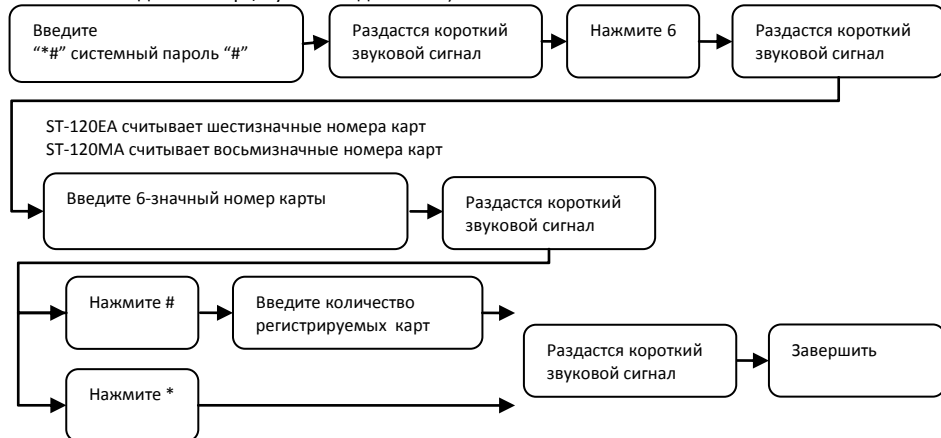 Введите
“*#” системный пароль “#”
Раздастся короткий
звуковой сигнал
Нажмите 6
Раздастся короткий
звуковой сигнал
ST-120EA считывает шестизначные номера карт
ST-120MA считывает восьмизначные номера карт
Введите 6-значный номер карты
Раздастся короткий
звуковой сигнал
Нажмите #
Введите количество
регистрируемых карт
Раздастся короткий
звуковой сигнал
Завершить
Нажмите *